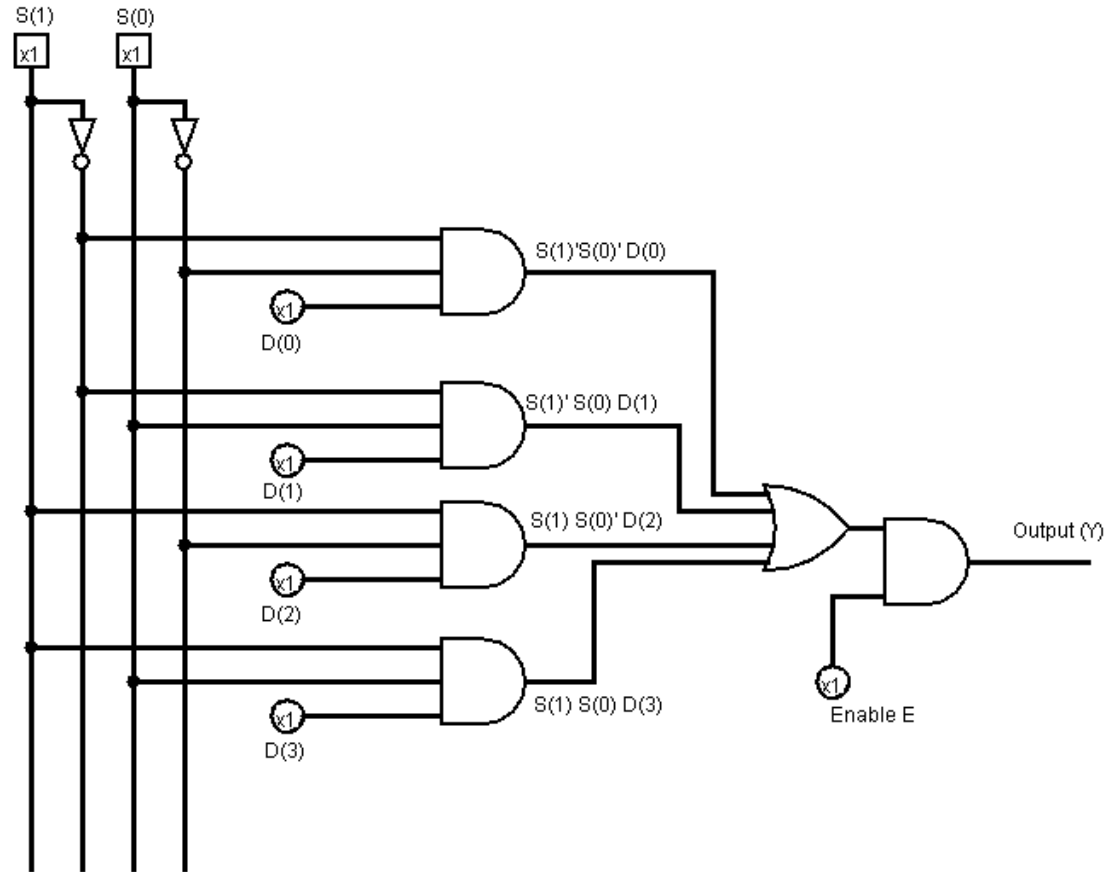 S(1)
S(0)
x1
x1
S(1)'S(0)' D(0)
x1
D(0)
S(1)' S(0) D(1)
x1
D(1)
S(1) S(0)' D(2)
Output (Y)
x1
D(2)
x1
Enable E
S(1) S(0) D(3)
x1
D(3)